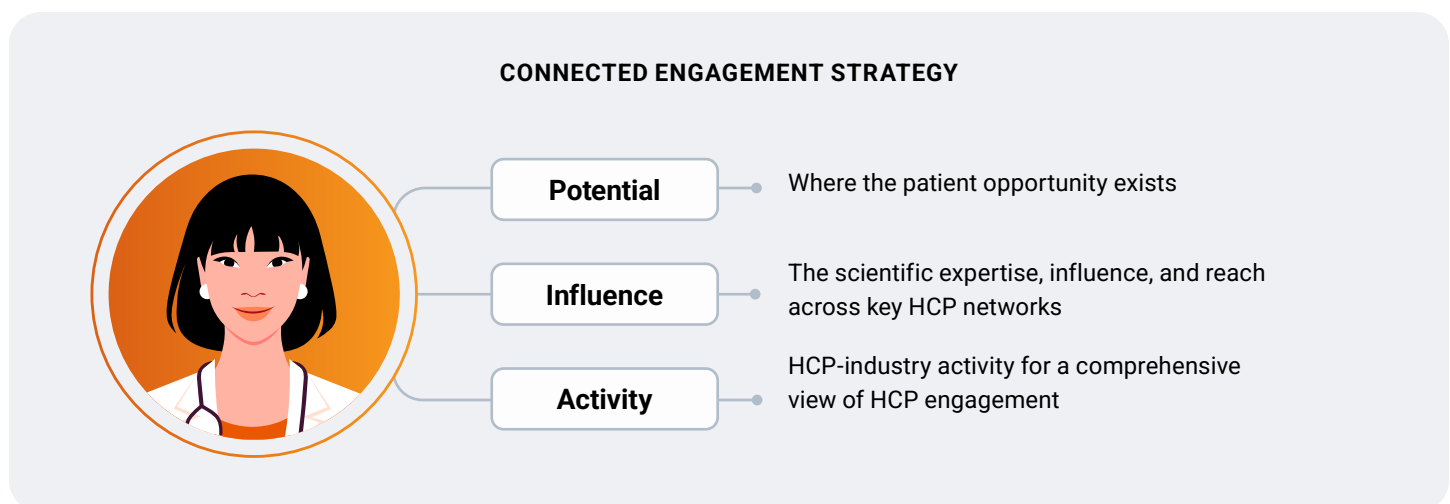 CONNECTED ENGAGEMENT STRATEGY
Potential
Where the patient opportunity exists
Influence
The scientific expertise, influence, and reach
across key HCP networks
Activity
HCP-industry activity for a comprehensive
view of HCP engagement